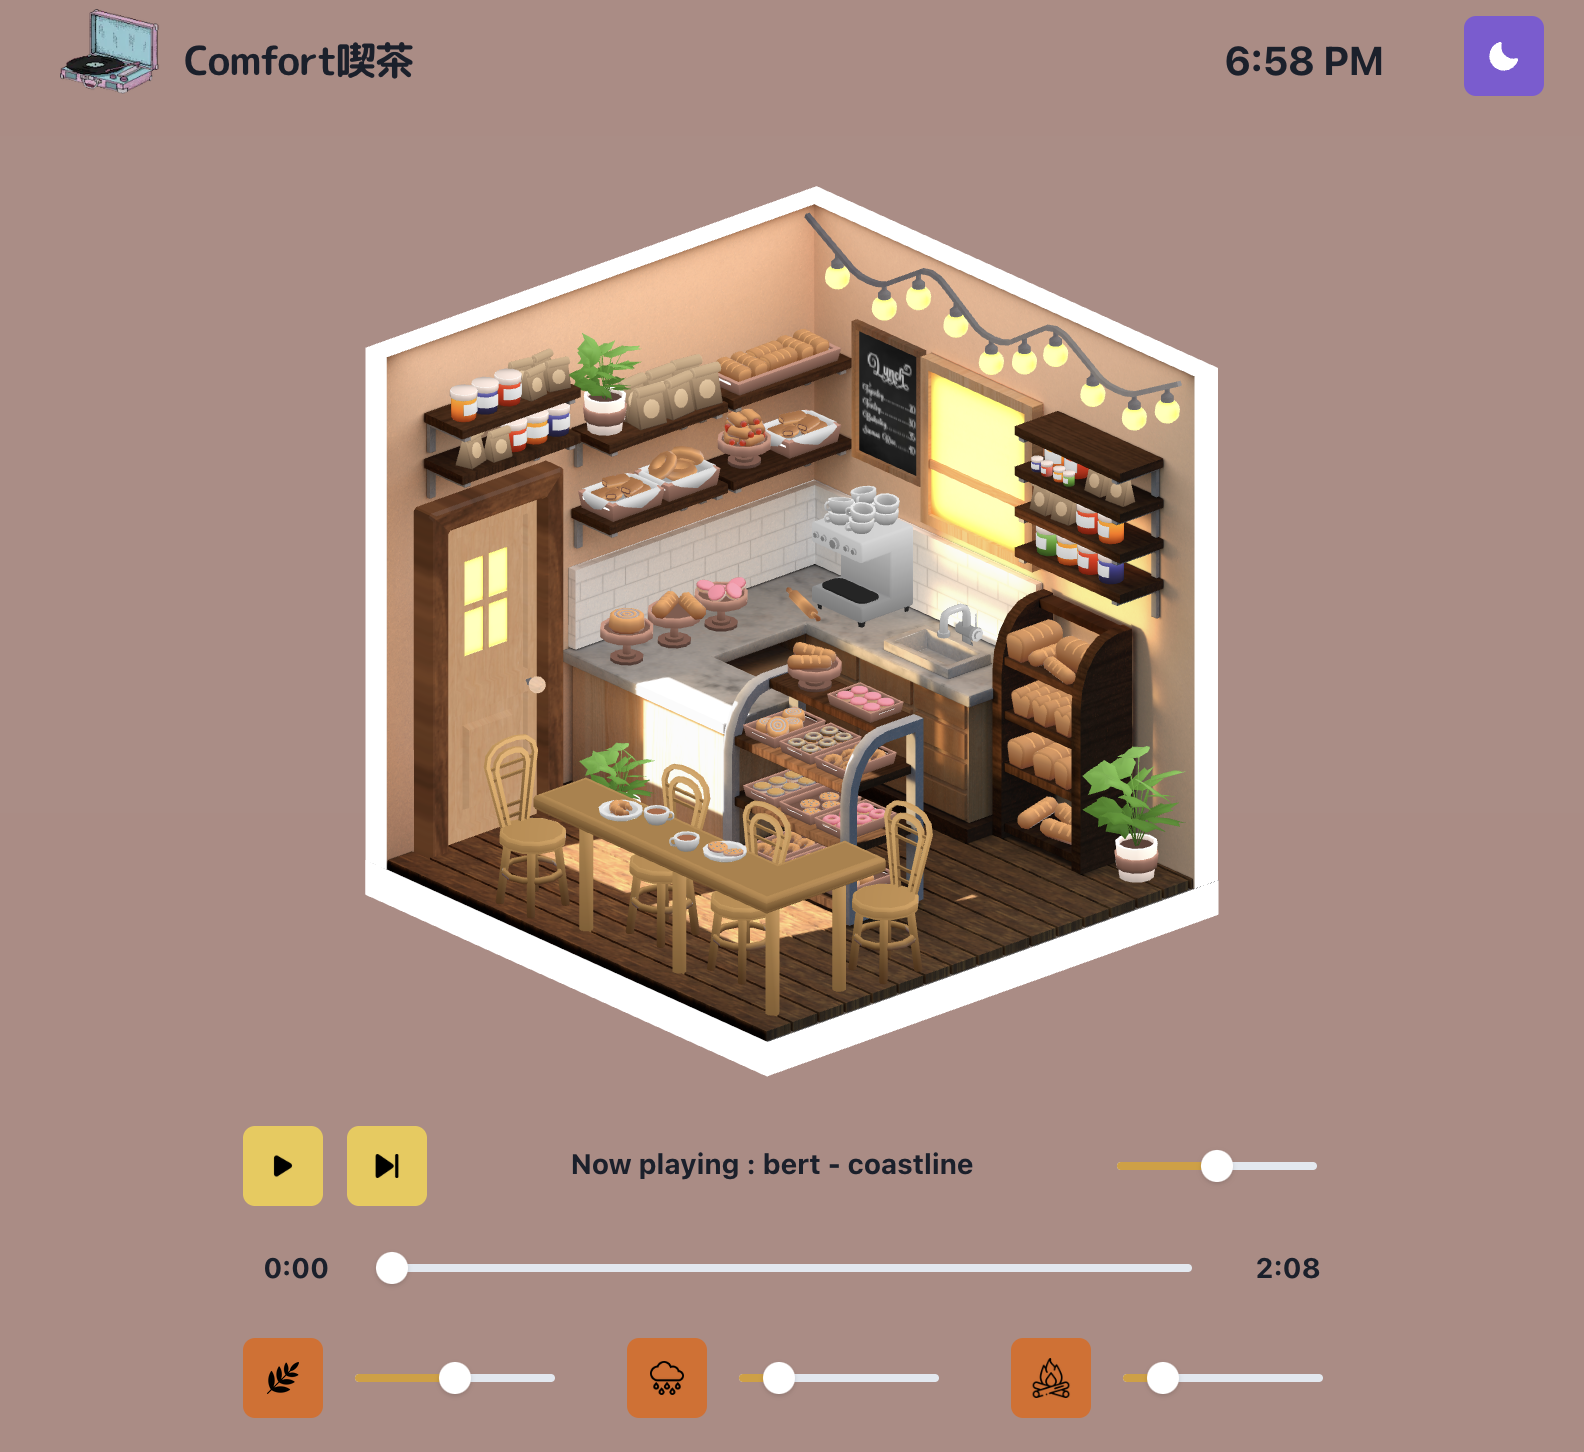 Comfort喫茶
6:58 PM
Lunch
Now playing : bert - coastline
0:00
2:08